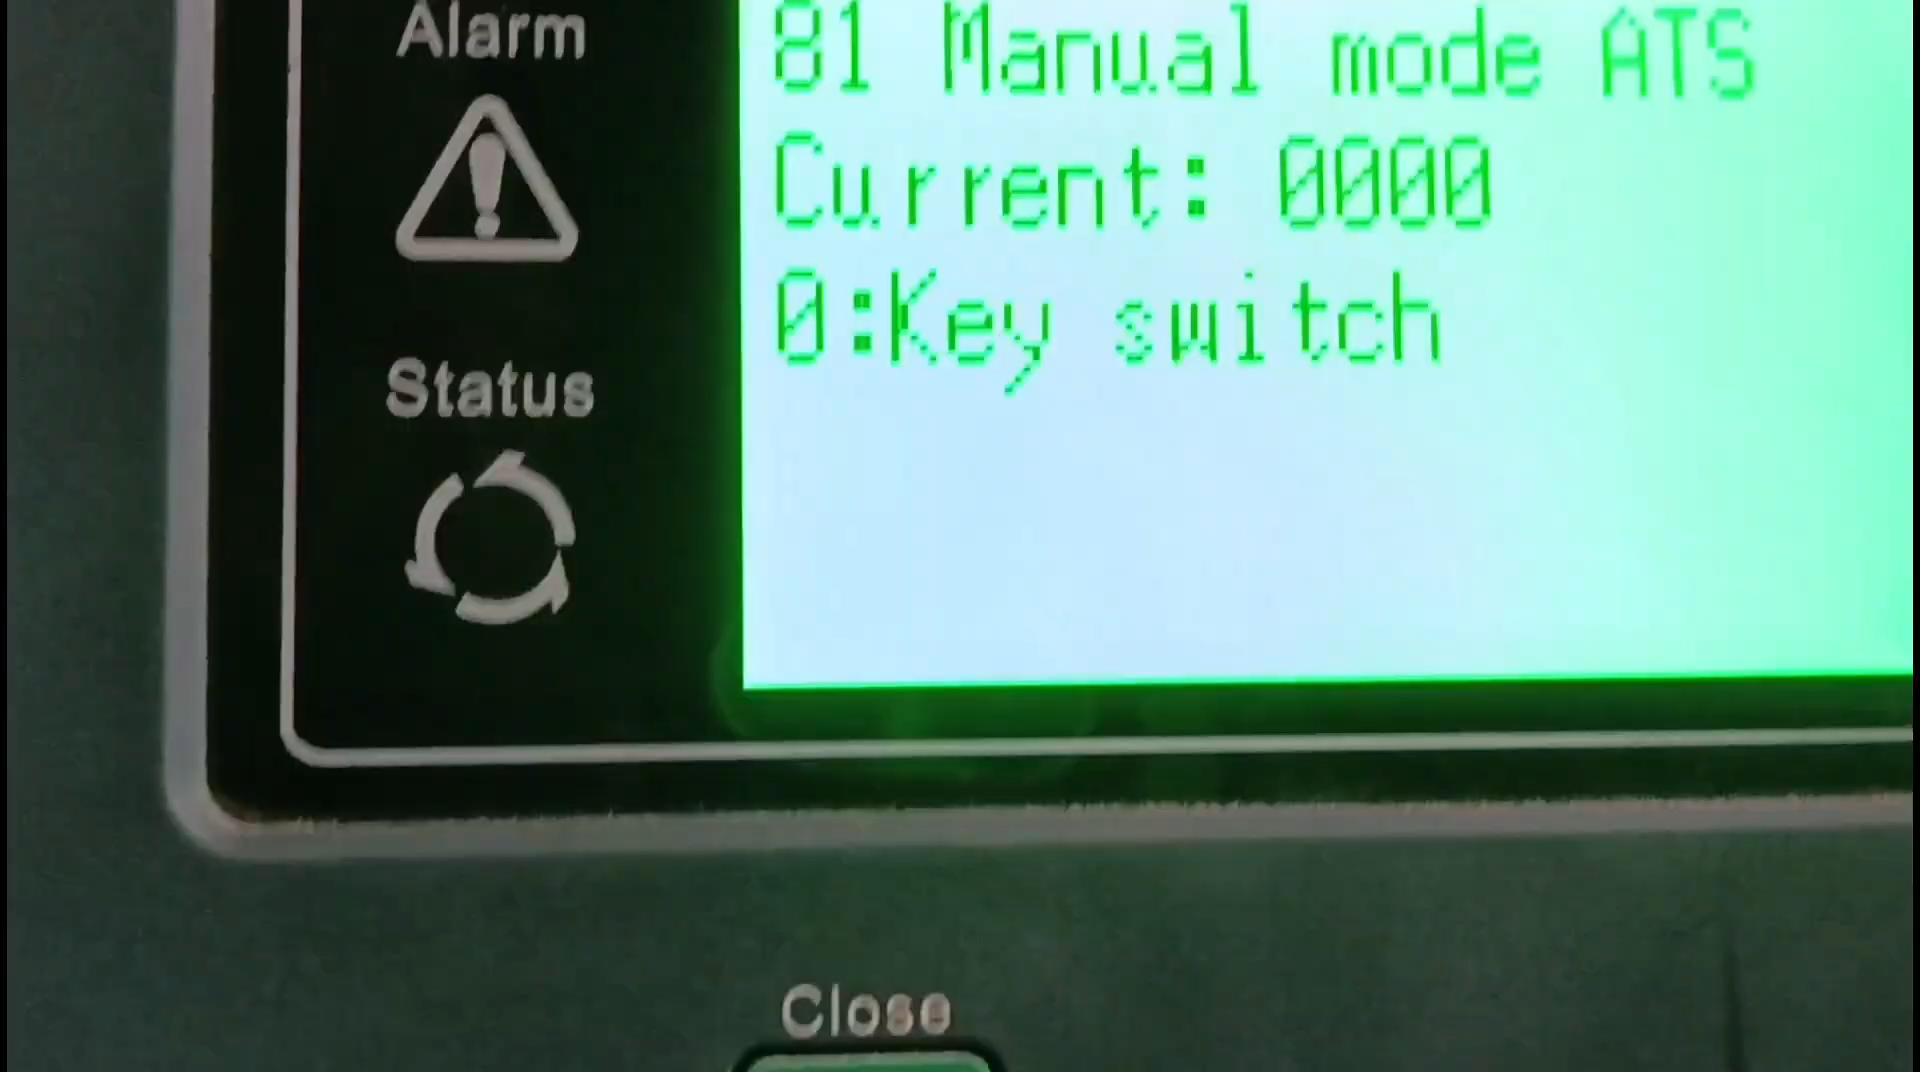 Alarm
81 Manual mode ATS
Current: 0000
0:Key switch
Status
Close